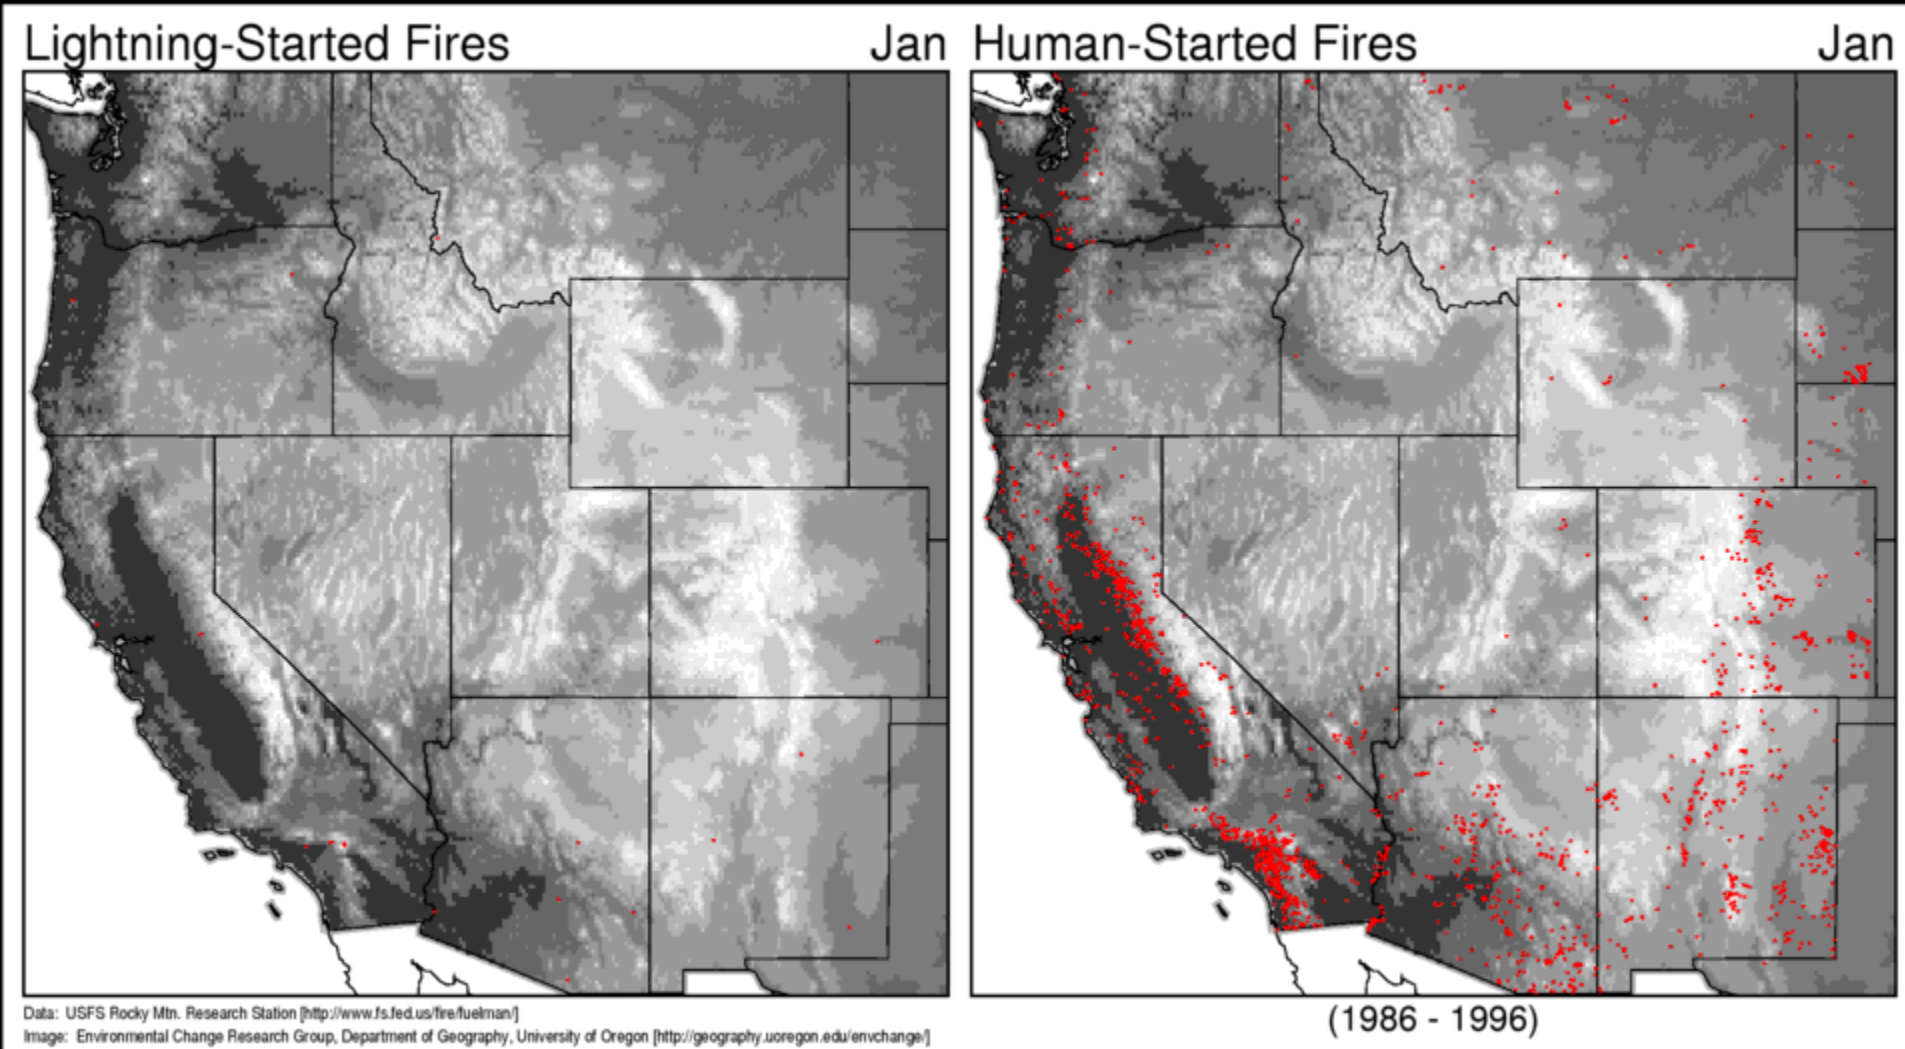 Lightning-Started Fires Jan
Human-Started Fires Jan
Data: USFS Rocky Mtn. Research Station [http://www.fs.fed.us/fire/fuelman/]
Image: Environmental Change Research Group, Department of Geography, University of Oregon [http://geography.uoregon.edu/envchange/]
(1986 - 1996)